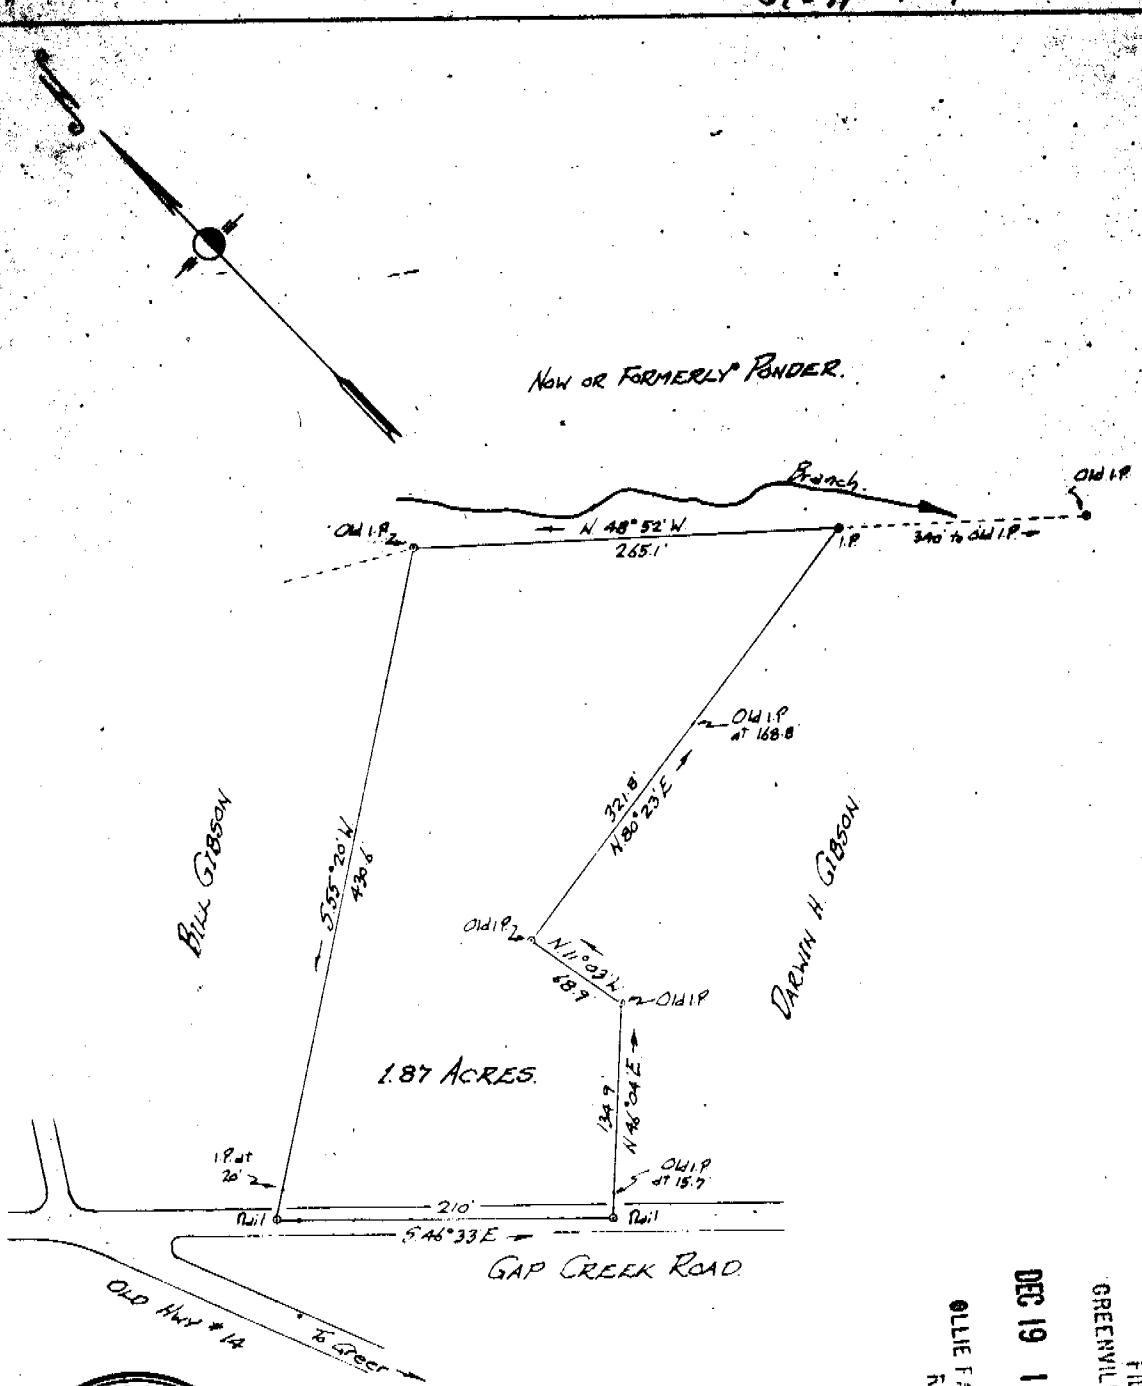 N
NOW OR FORMERLY PONDER.
Branch.
Old I.P.
Old I.P.
N. 48° 52' W
265.1'
I.P.
340' to Old I.P.
Old I.P.
at 168.8'
321.8'
N.80°23'E
BILL GIBSON
S.55°20'W
430.6'
DARWIN H. GIBSON
Old I.P.
N.11°03'W
68.9'
Old I.P.
1.87 ACRES.
134.9'
N.46°04'E
I.P. at
20'
Old I.P.
at 15.7'
Nail
210'
Nail
S.46°33'E
GAP CREEK ROAD.
OLD HWY # 14
To Greer
DEC 19 1